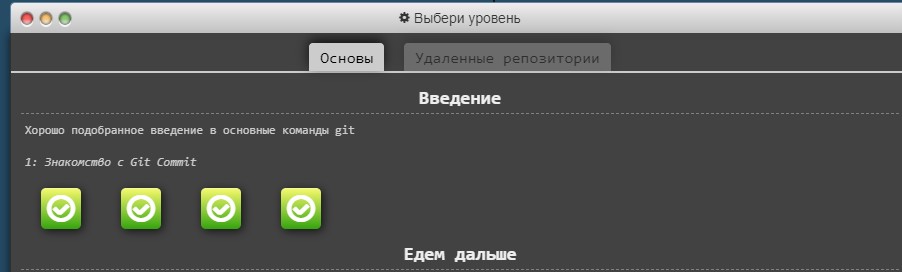 Выбери уровень
Основы
Удаленные репозитории
Введение
Хорошо подобранное введение в основные команды git
1: Знакомство с Git Commit
Едем дальше